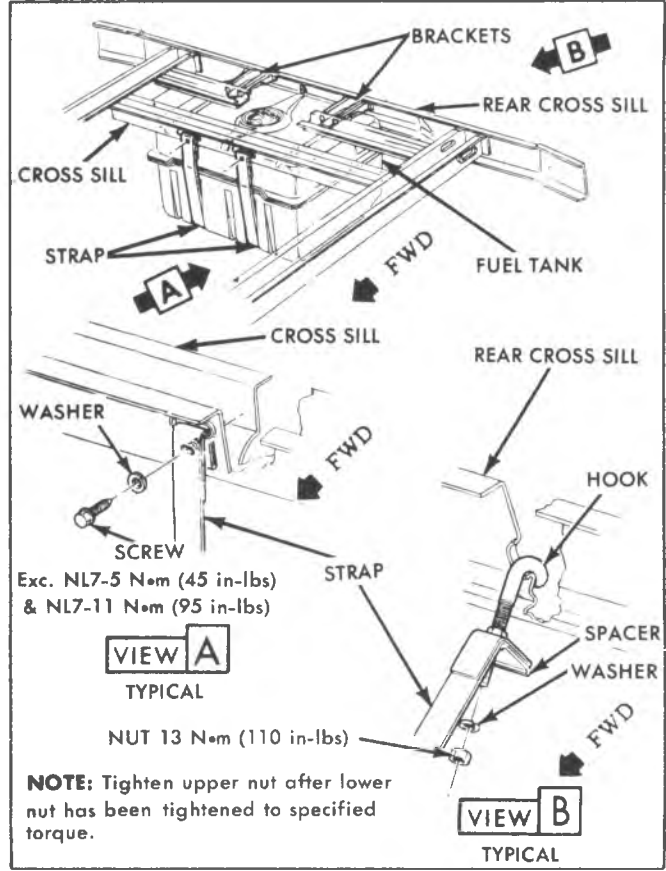 BRACKETS
B
REAR CROSS SILL
CROSS SILL
STRAP
A
FWD
FUEL TANK
CROSS SILL
REAR CROSS SILL
WASHER
FWD
HOOK
SCREW
Exc. NL7-5 N•m (45 in-lbs)
& NL7-11 N•m (95 in-lbs)
STRAP
SPACER
WASHER
VIEW A
TYPICAL
FWD
NUT 13 N•m (110 in-lbs)
NOTE: Tighten upper nut after lower
nut has been tightened to specified
torque.
VIEW B
TYPICAL